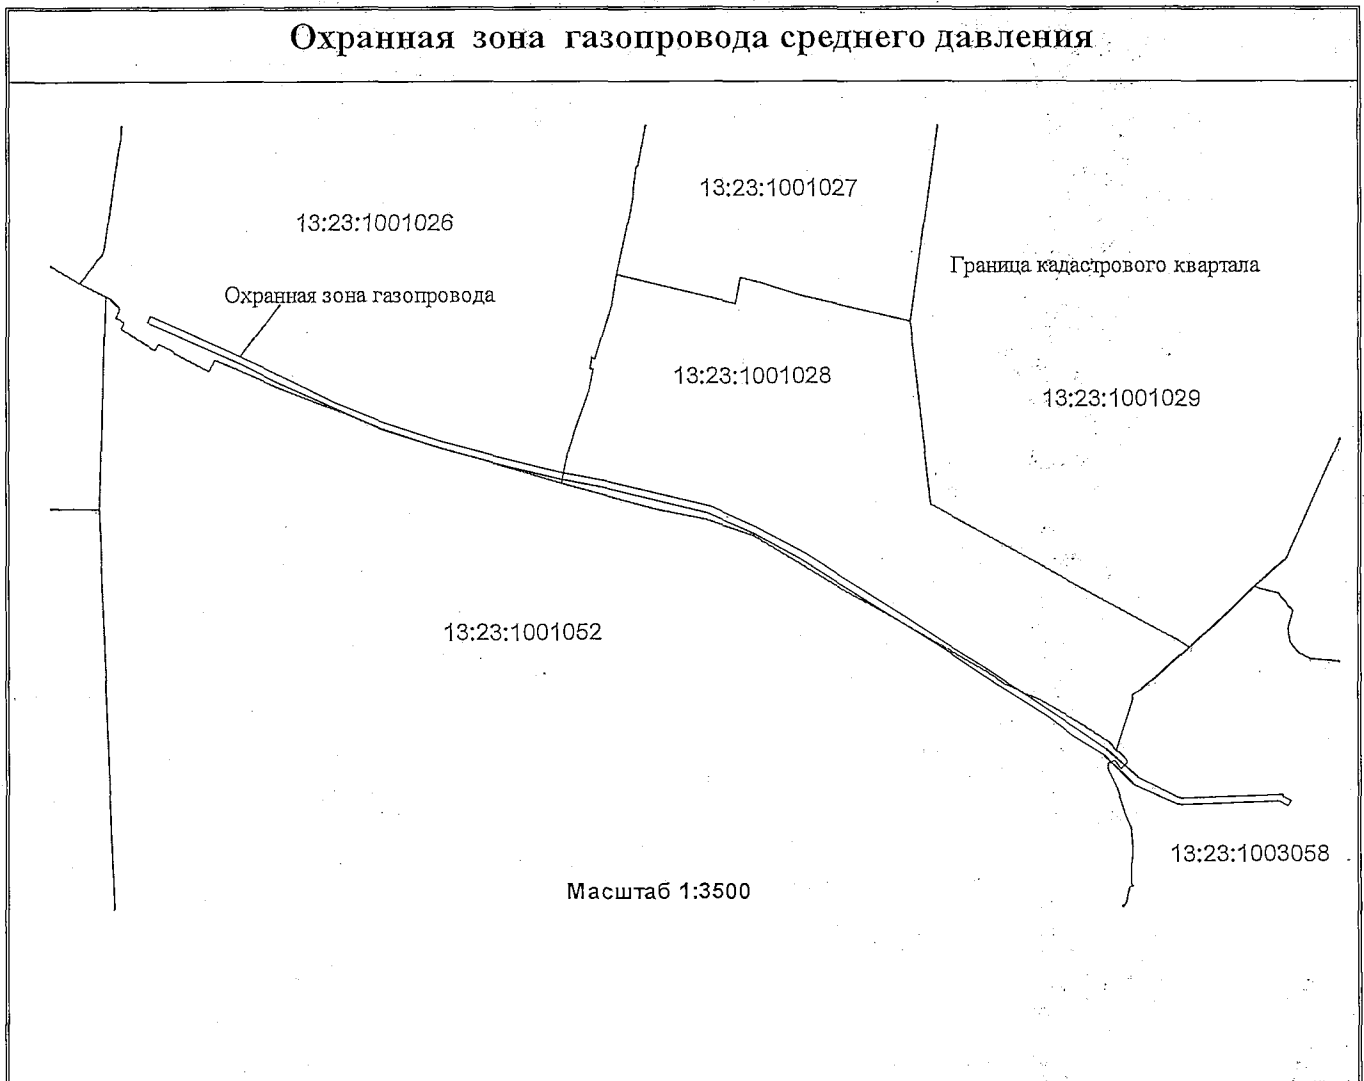 Охранная зона газопровода среднего давления
13:23:1001027
13:23:1001026
Граница кадастрового квартала
Охранная зона газопровода
13:23:1001028
13:23:1001029
13:23:1001052
13:23:1003058
Масштаб 1:3500